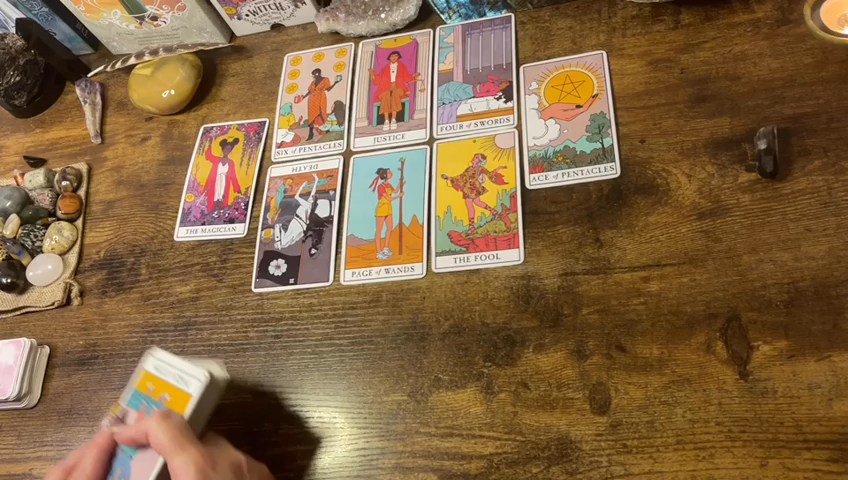 WITCH
SIX of PENTACLES
JUSTICE
FOUR of SWORDS
ACE of PENTACLES
THE MAGICIAN
DEATH
PAGE of WANDS
THE FOOL